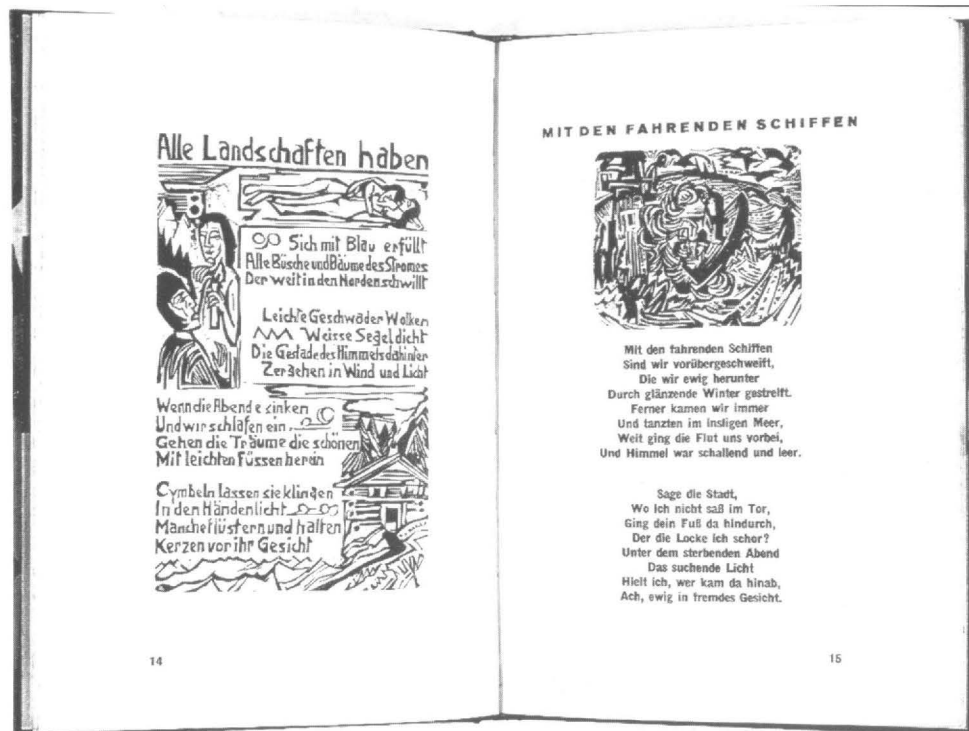 Alle Landschaften haben
Sich mit Blau erfüllt
Alle Büsche und Bäume des Stromes
Der weit in den Norden schwillt
Leichte Geschwader Wolken
Weisse Segel dicht
Die Gestade des Himmels dahinter
Zergehen in Wind und Licht
Wenn die Abende sinken
Und wir schlafen ein
Gehen die Träume die schönen
Mit leichten Füssen herein
Cymbeln lassen sie klingen
In den Händen licht
Manche flüstern und halten
Kerzen vor ihr Gesicht
14
MIT DEN FAHRENDEN SCHIFFEN
Mit den fahrenden Schiffen
Sind wir vorübergeschweift,
Die wir ewig herunter
Durch glänzende Winter gestreift.
Ferner kamen wir immer
Und tanzten im insligen Meer,
Weit ging die Flut uns vorbei,
Und Himmel war schallend und leer.
Sage die Stadt,
Wo ich nicht saß im Tor,
Ging dein Fuß da hindurch,
Der die Locke ich schor?
Unter dem sterbenden Abend
Das suchende Licht
Hielt ich, wer kam da hinab,
Ach, ewig in fremdes Gesicht.
15